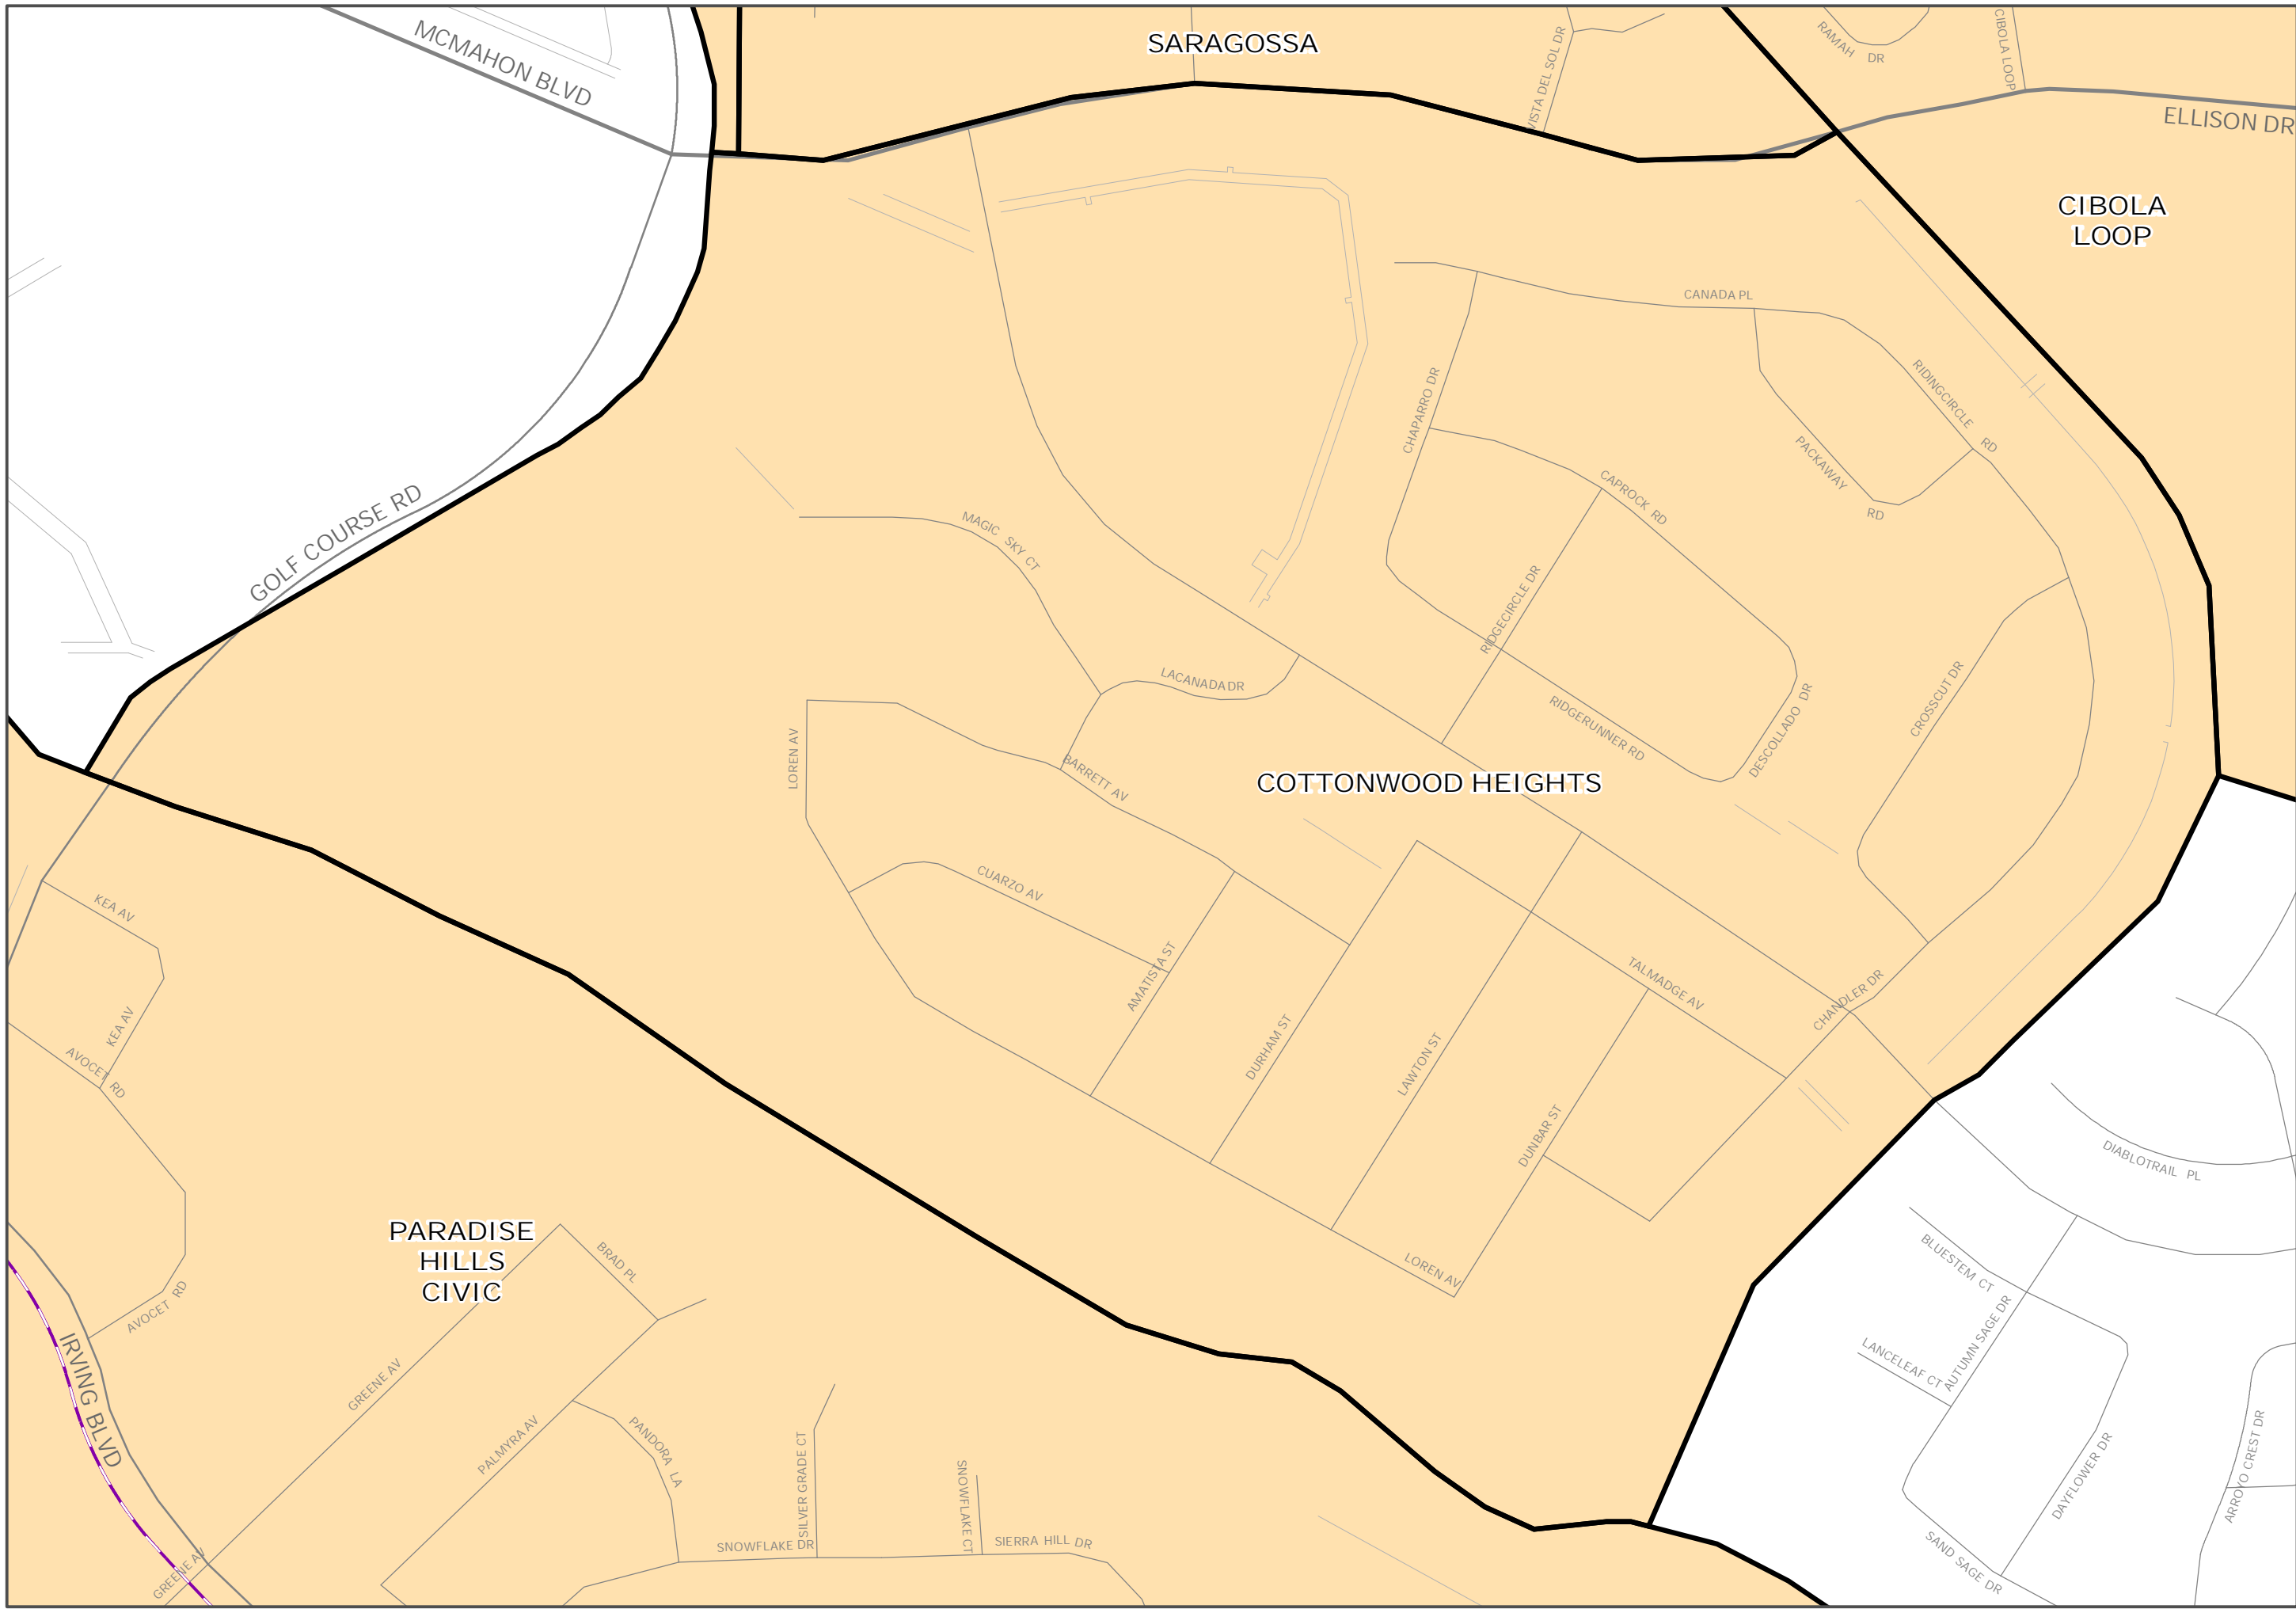 MCMAHON BLVD
SARAGOSSA
VISTA DEL SOL DR
RAMAH DR
CIBOLA LOOP
ELLISON DR
CIBOLA
LOOP
CANADA PL
CHAPARRO DR
RIDINGCIRCLE RD
PACKAWAY RD
GOLF COURSE RD
MAGIC SKY CT
CAPROCK RD
RIDGECIRCLE DR
LACANADA DR
RIDGERUNNER RD
DESCOLLADO DR
CROSSCUT DR
LOREN AV
BARRETT AV
COTTONWOOD HEIGHTS
CUARZO AV
KEA AV
AMATISTA ST
TALMADGE AV
CHANDLER DR
KEA AV
AVOCET RD
DURHAM ST
LAWTON ST
DUNBAR ST
DIABLOTRAIL PL
PARADISE
HILLS
CIVIC
BRAD PL
LOREN AV
BLUESTEM CT
AVOCET RD
AUTUMN SAGE DR
LANCELEAF CT
IRVING BLVD
GREENE AV
PALMYRA AV
PANDORA LA
SILVER GRADE CT
SNOWFLAKE CT
DAYFLOWER DR
ARROYO CREST DR
SNOWFLAKE DR
SIERRA HILL DR
SAND SAGE DR
GREENE AV